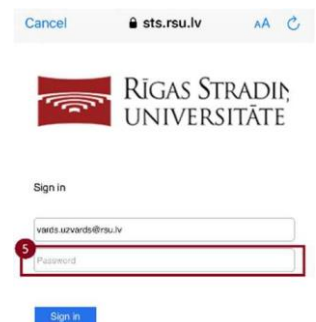 Cancel sts.rsu.lv AA
RĪGAS STRADIŅ
UNIVERSITĀTE
Sign in
vards.uzvards@rsu.lv
5
Password
Sign in